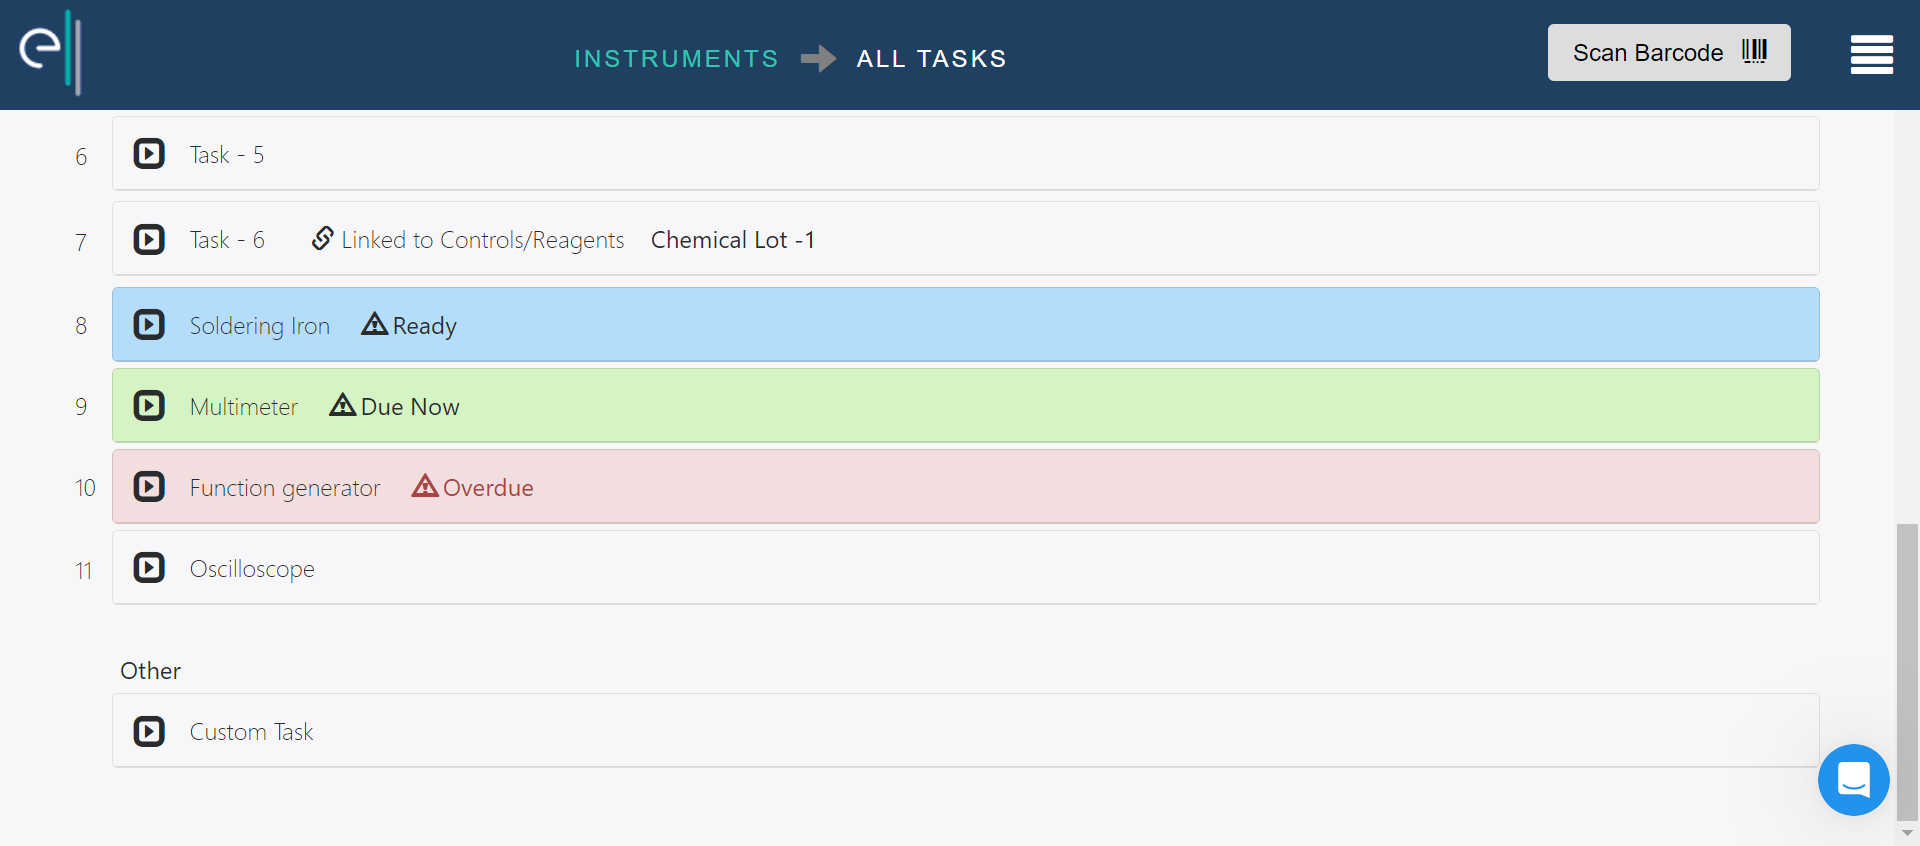 INSTRUMENTS ALL TASKS
Scan Barcode
6 Task - 5
7 Task - 6 Linked to Controls/Reagents Chemical Lot -1
8 Soldering Iron Ready
9 Multimeter Due Now
10 Function generator Overdue
11 Oscilloscope
Other
Custom Task